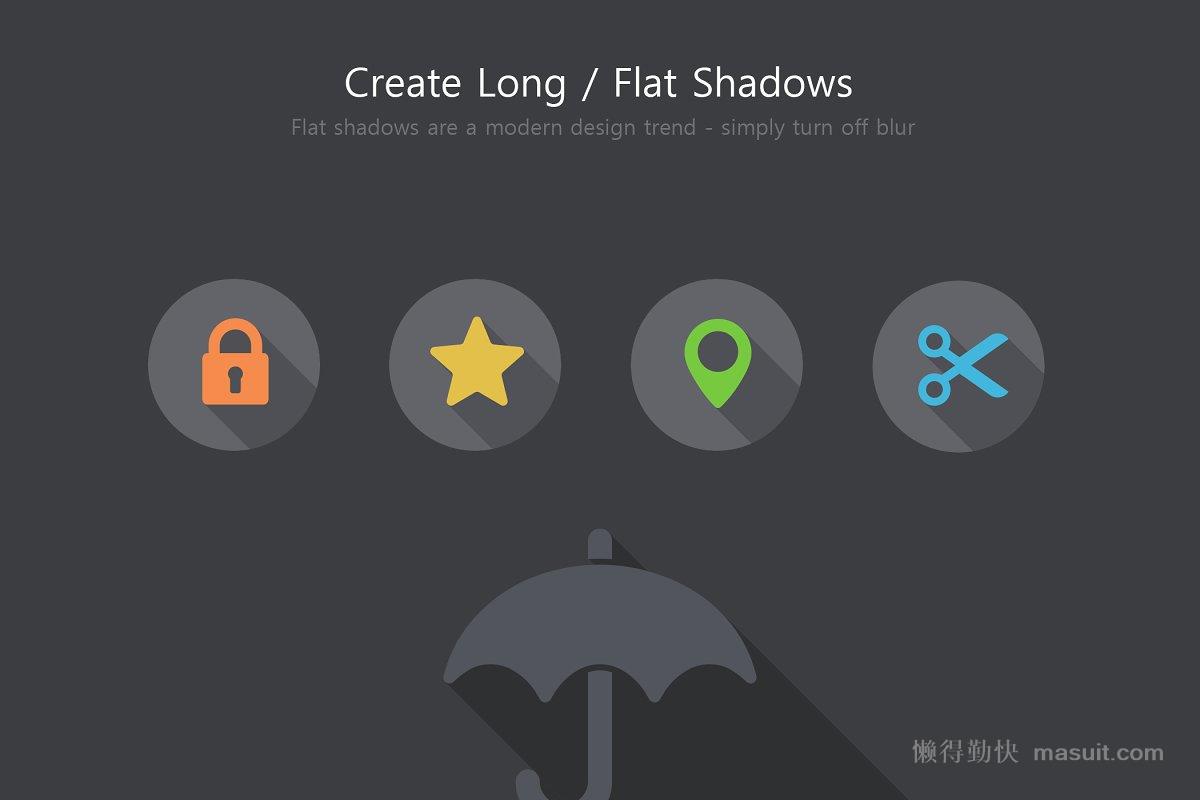 Create Long / Flat Shadows
Flat shadows are a modern design trend - simply turn off blur
懒得勤快 masuit.com